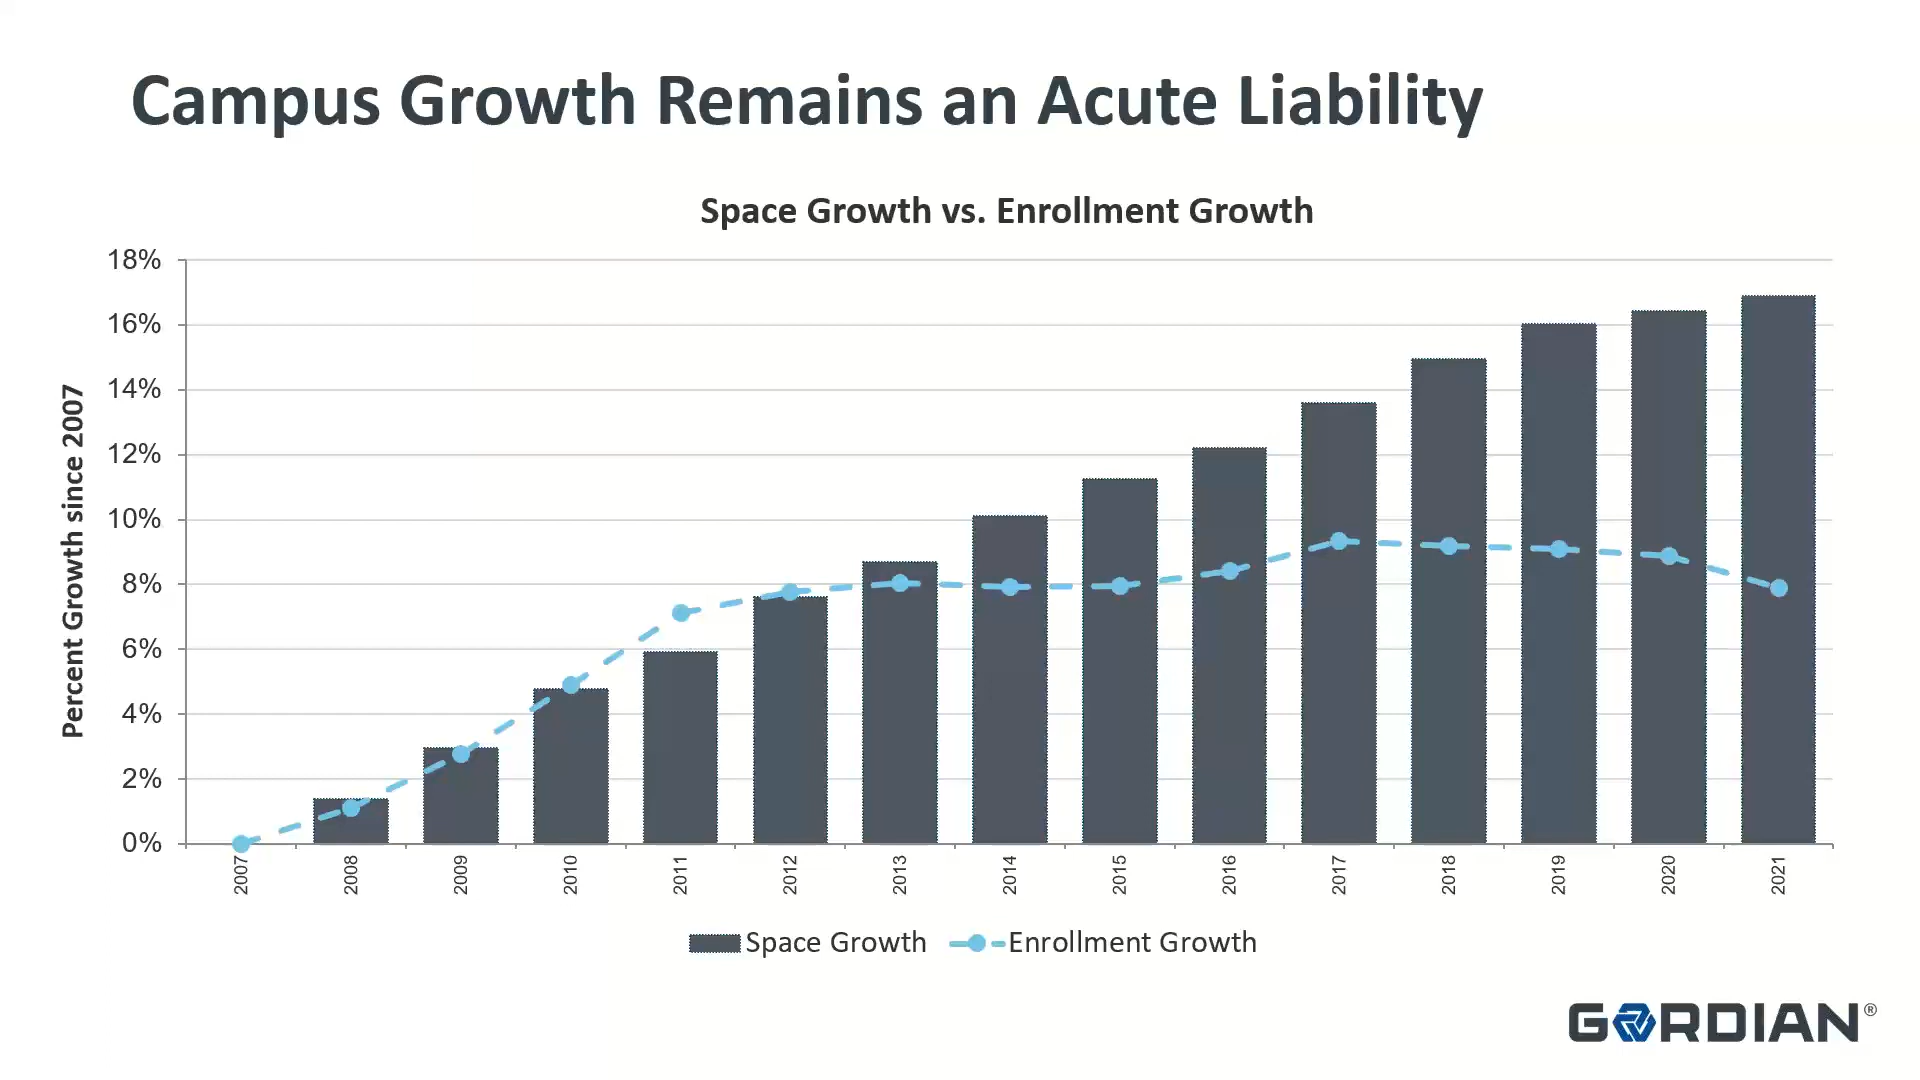 Campus Growth Remains an Acute Liability
Space Growth vs. Enrollment Growth
Percent Growth since 2007
18%
16%
14%
12%
10%
8%
6%
4%
2%
0%
2007 2008 2009 2010 2011 2012 2013 2014 2015 2016 2017 2018 2019 2020 2021
Space Growth Enrollment Growth
GORDIAN®